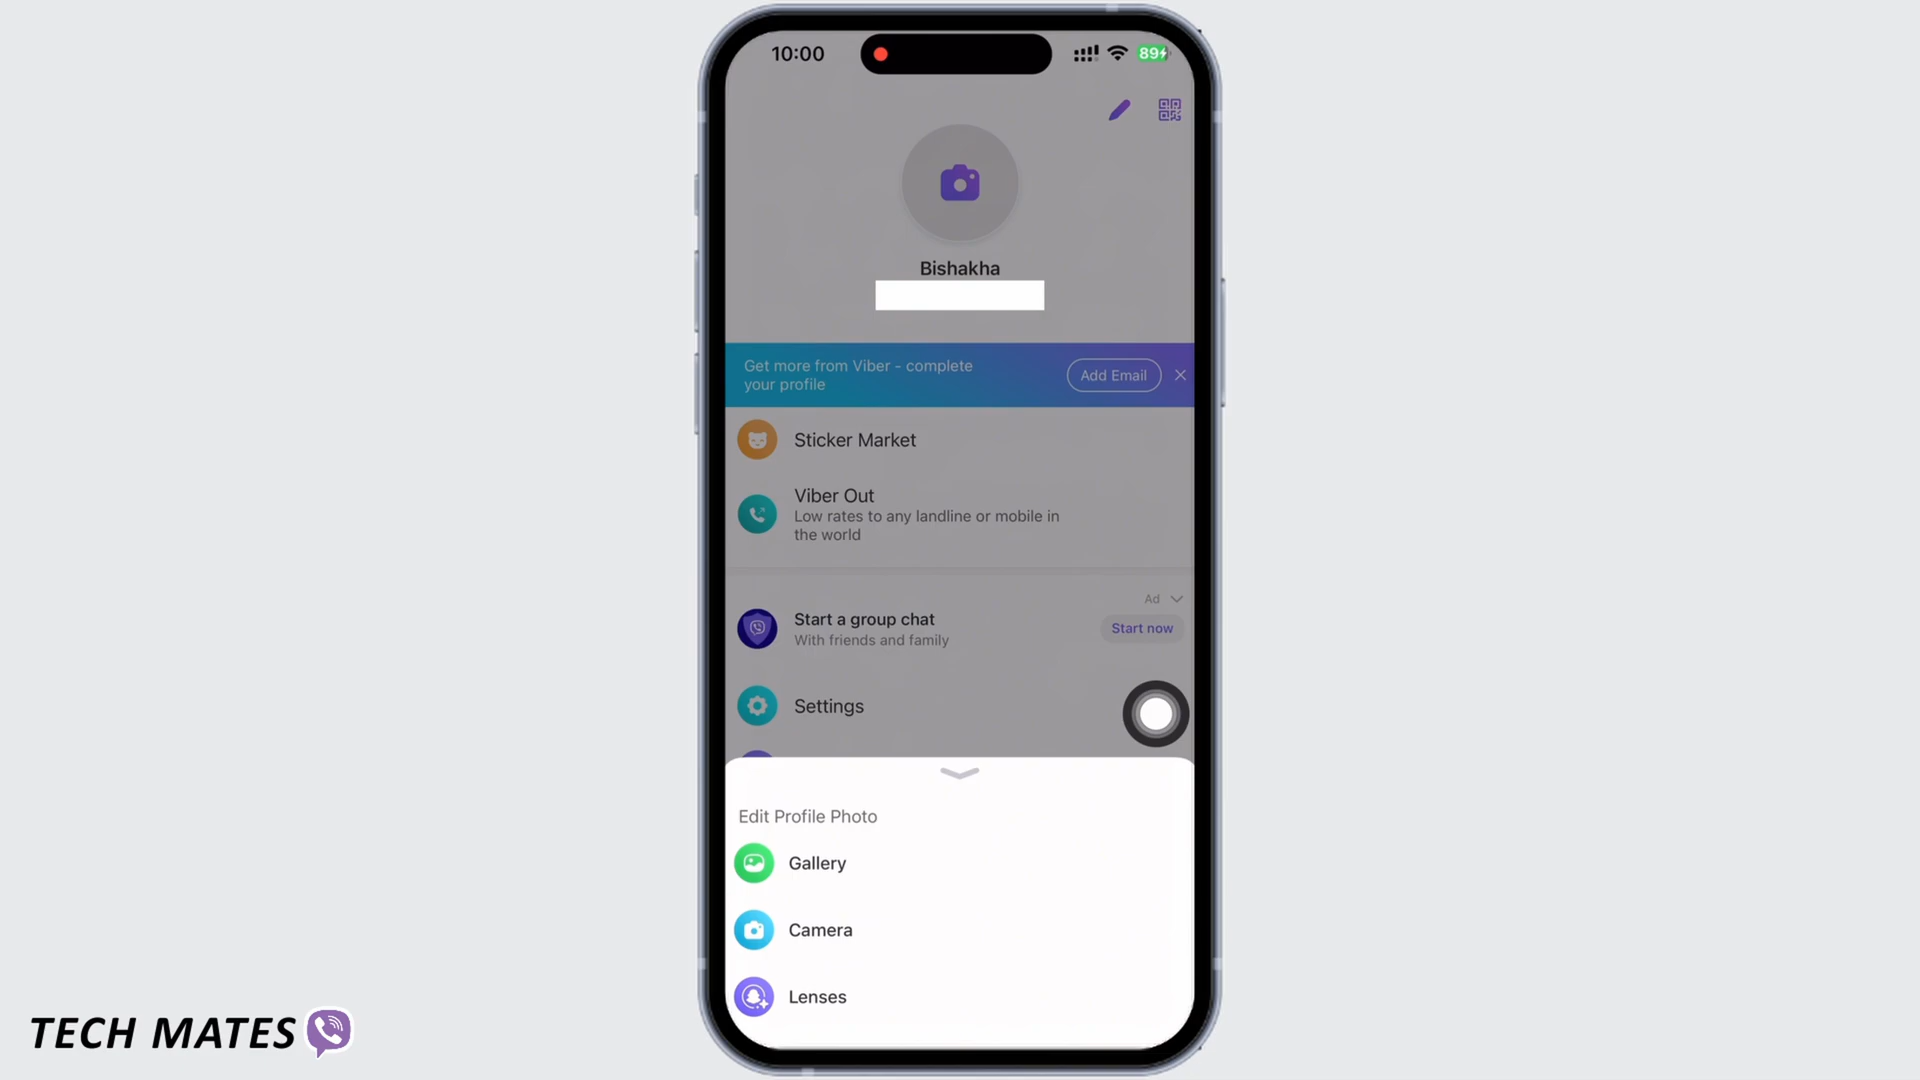 10:00
89
Bishakha
Get more from Viber - complete
your profile
Add Email
Sticker Market
Viber Out
Low rates to any landline or mobile in
the world
Ad
Start a group chat
With friends and family
Start now
Settings
Edit Profile Photo
Gallery
Camera
Lenses
TECH MATES